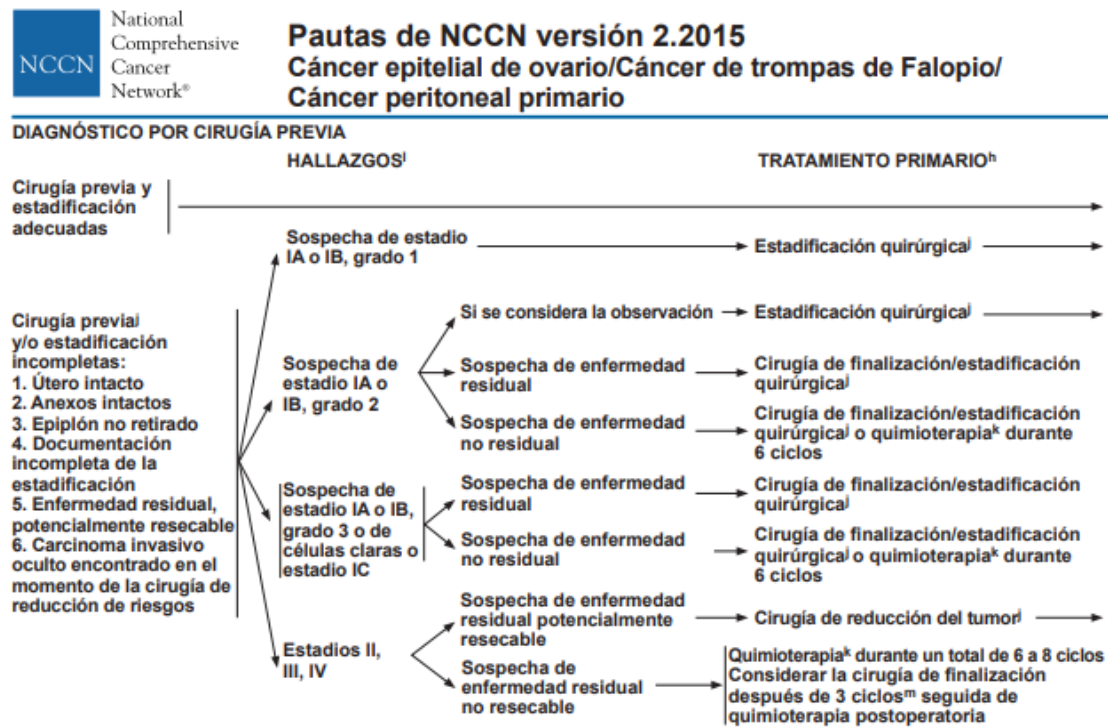 NCCN
National
Comprehensive
Cancer
Network®
Pautas de NCCN versión 2.2015
Cáncer epitelial de ovario/Cáncer de trompas de Falopio/
Cáncer peritoneal primario
DIAGNÓSTICO POR CIRUGÍA PREVIA
HALLAZGOSˡ
TRATAMIENTO PRIMARIOʰ
Cirugía previa y
estadificación
adecuadas
Cirugía previaʲ
y/o estadificación
incompletas:
1. Útero intacto
2. Anexos intactos
3. Epiplón no retirado
4. Documentación
incompleta de la
estadificación
5. Enfermedad residual,
potencialmente resecable
6. Carcinoma invasivo
oculto encontrado en el
momento de la cirugía de
reducción de riesgos
Sospecha de estadio
IA o IB, grado 1
Estadificación quirúrgicaʲ
Sospecha de
estadio IA o
IB, grado 2
Si se considera la observación
Estadificación quirúrgicaʲ
Sospecha de enfermedad
residual
Cirugía de finalización/estadificación
quirúrgicaʲ
Sospecha de enfermedad
no residual
Cirugía de finalización/estadificación
quirúrgicaʲ o quimioterapiaᵏ durante
6 ciclos
Sospecha de
estadio IA o IB,
grado 3 o de
células claras o
estadio IC
Sospecha de enfermedad
residual
Cirugía de finalización/estadificación
quirúrgicaʲ
Sospecha de enfermedad
no residual
Cirugía de finalización/estadificación
quirúrgicaʲ o quimioterapiaᵏ durante
6 ciclos
Estadios II,
III, IV
Sospecha de enfermedad
residual potencialmente
resecable
Cirugía de reducción del tumorʲ
Sospecha de
enfermedad residual
no resecable
Quimioterapiaᵏ durante un total de 6 a 8 ciclos
Considerar la cirugía de finalización
después de 3 ciclosᵐ seguida de
quimioterapia postoperatoria